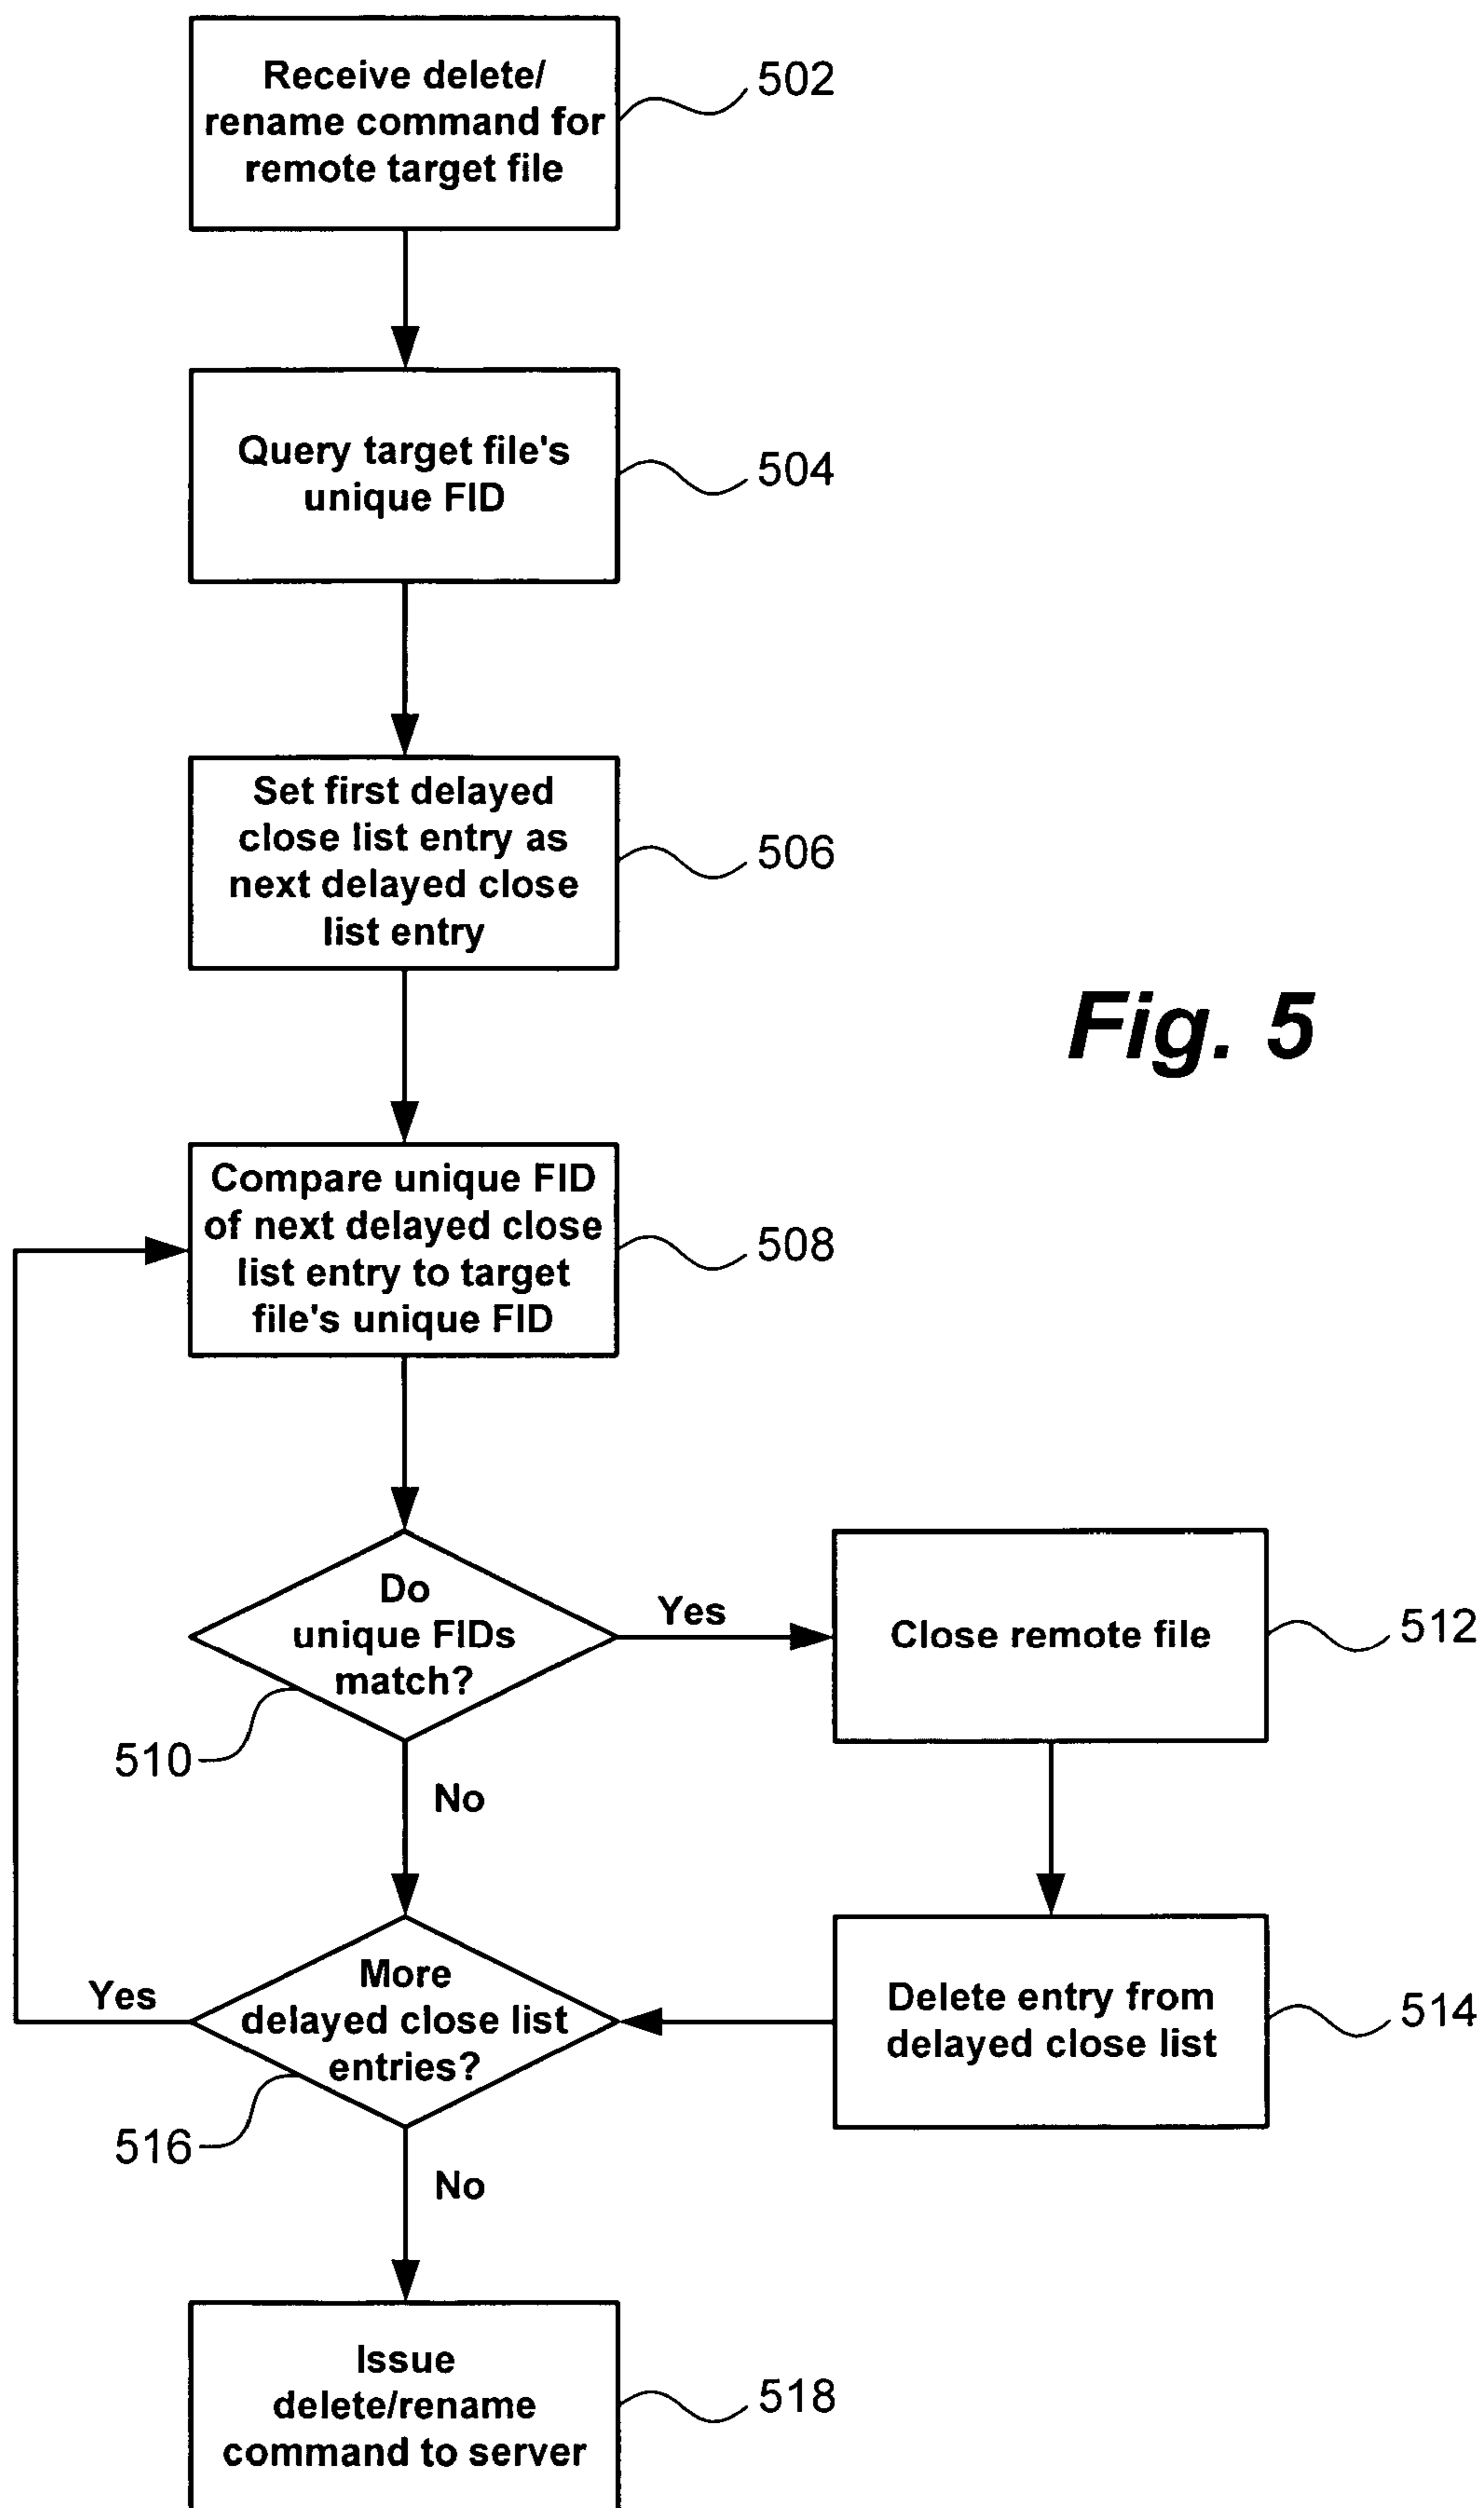 Receive delete/
rename command for
remote target file
502
Query target file's
unique FID
504
Set first delayed
close list entry as
next delayed close
list entry
506
Fig. 5
Compare unique FID
of next delayed close
list entry to target
file's unique FID
508
Do
unique FIDs
match?
510
Yes
Close remote file
512
No
More
delayed close list
entries?
516
Yes
Delete entry from
delayed close list
514
No
Issue
delete/rename
command to server
518